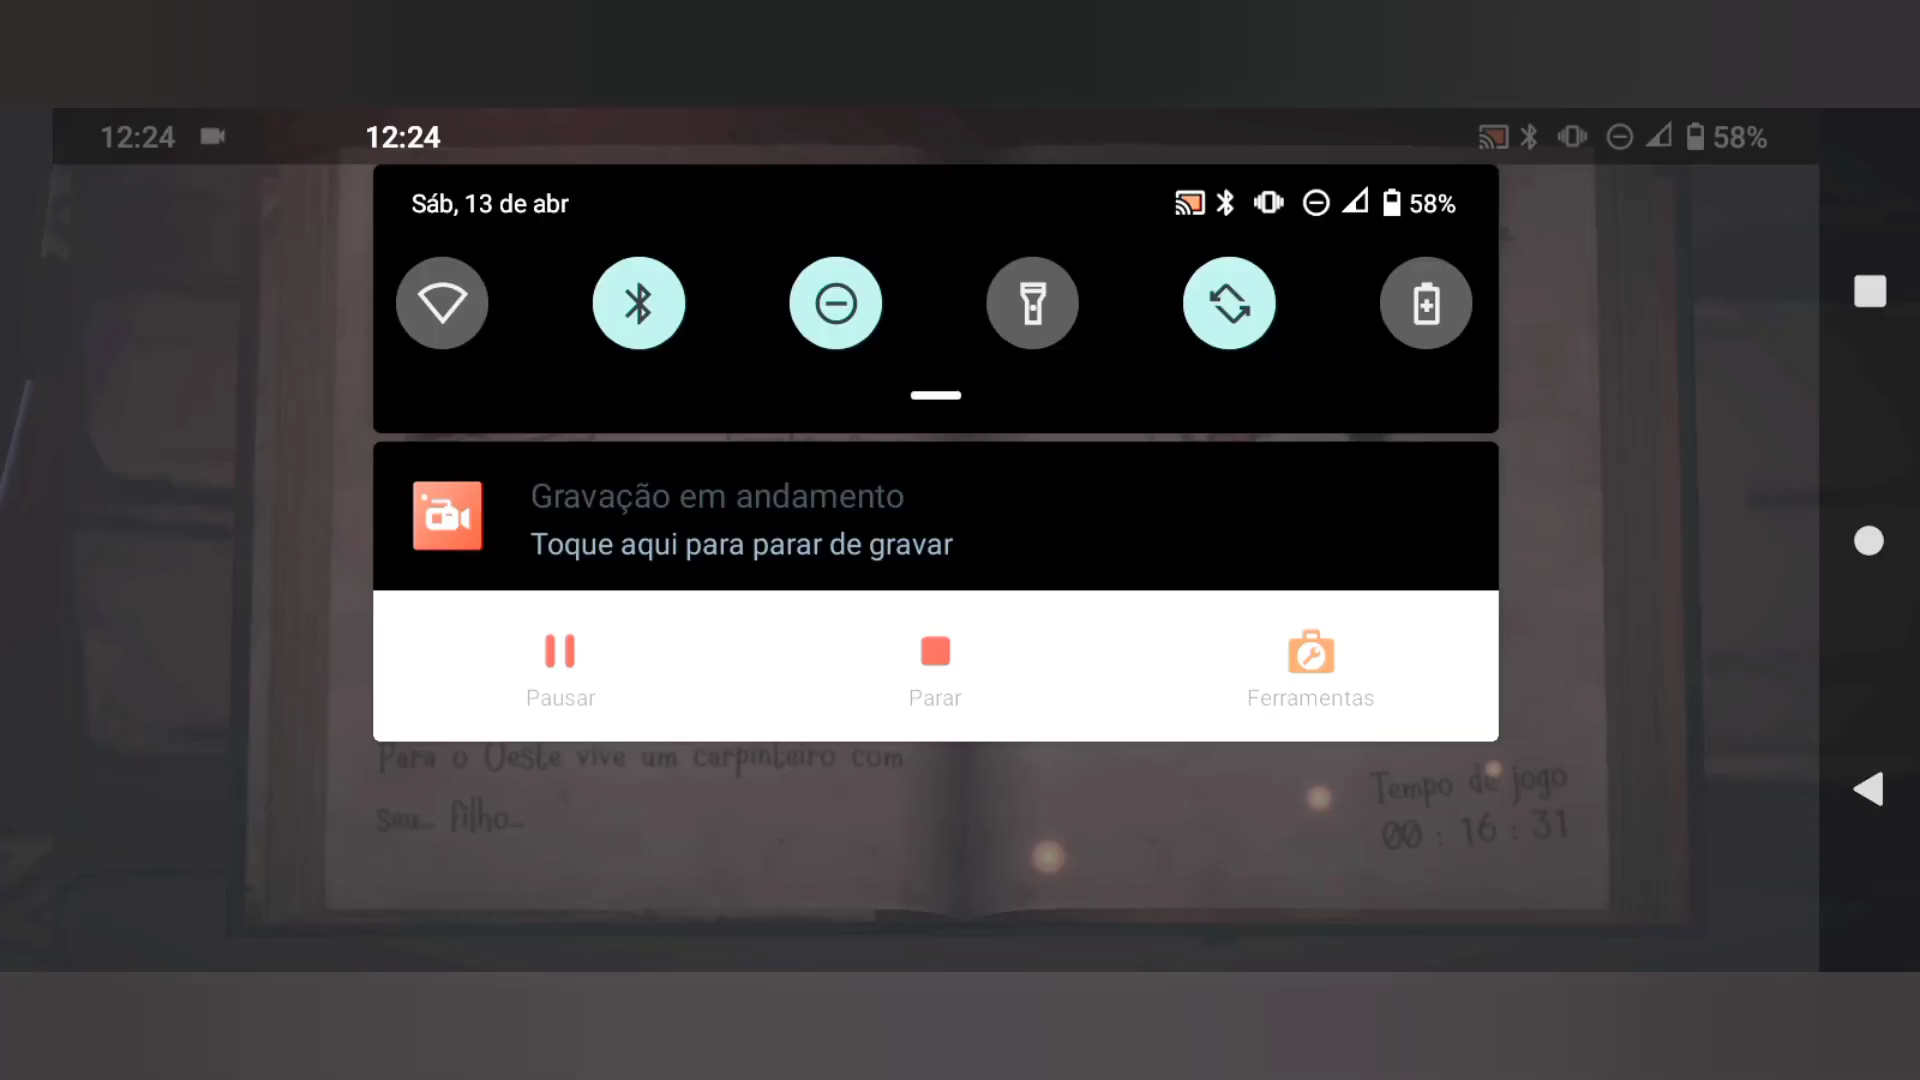 12:24
12:24
58%
Sáb, 13 de abr
58%
Gravação em andamento
Toque aqui para parar de gravar
Pausar
Parar
Ferramentas
Para o Oeste vive um carpinteiro com
seu... filho...
Tempo de jogo
00 : 16 : 31